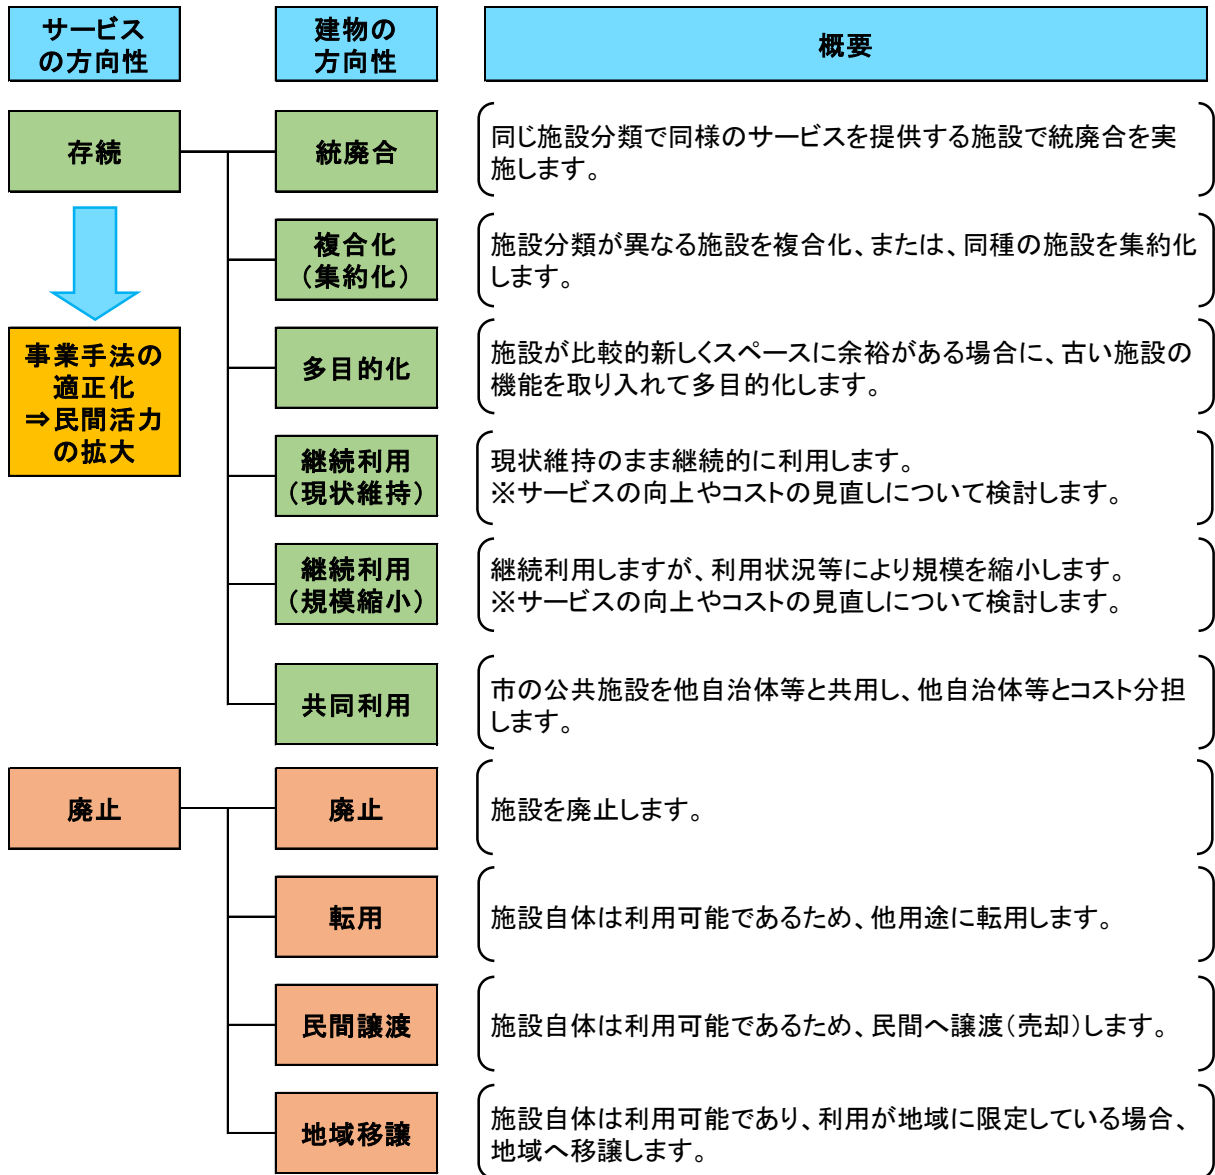 サービス
の方向性
建物の
方向性
概要
存続
統廃合
同じ施設分類で同様のサービスを提供する施設で統廃合を実
施します。
複合化
（集約化）
施設分類が異なる施設を複合化、または、同種の施設を集約化
します。
事業手法の
適正化
⇒民間活力
の拡大
多目的化
施設が比較的新しくスペースに余裕がある場合に、古い施設の
機能を取り入れて多目的化します。
継続利用
（現状維持）
現状維持のまま継続的に利用します。
※サービスの向上やコストの見直しについて検討します。
継続利用
（規模縮小）
継続利用しますが、利用状況等により規模を縮小します。
※サービスの向上やコストの見直しについて検討します。
共同利用
市の公共施設を他自治体等と共用し、他自治体等とコスト分担
します。
廃止
廃止
施設を廃止します。
転用
施設自体は利用可能であるため、他用途に転用します。
民間譲渡
施設自体は利用可能であるため、民間へ譲渡（売却）します。
地域移譲
施設自体は利用可能であり、利用が地域に限定している場合、
地域へ移譲します。